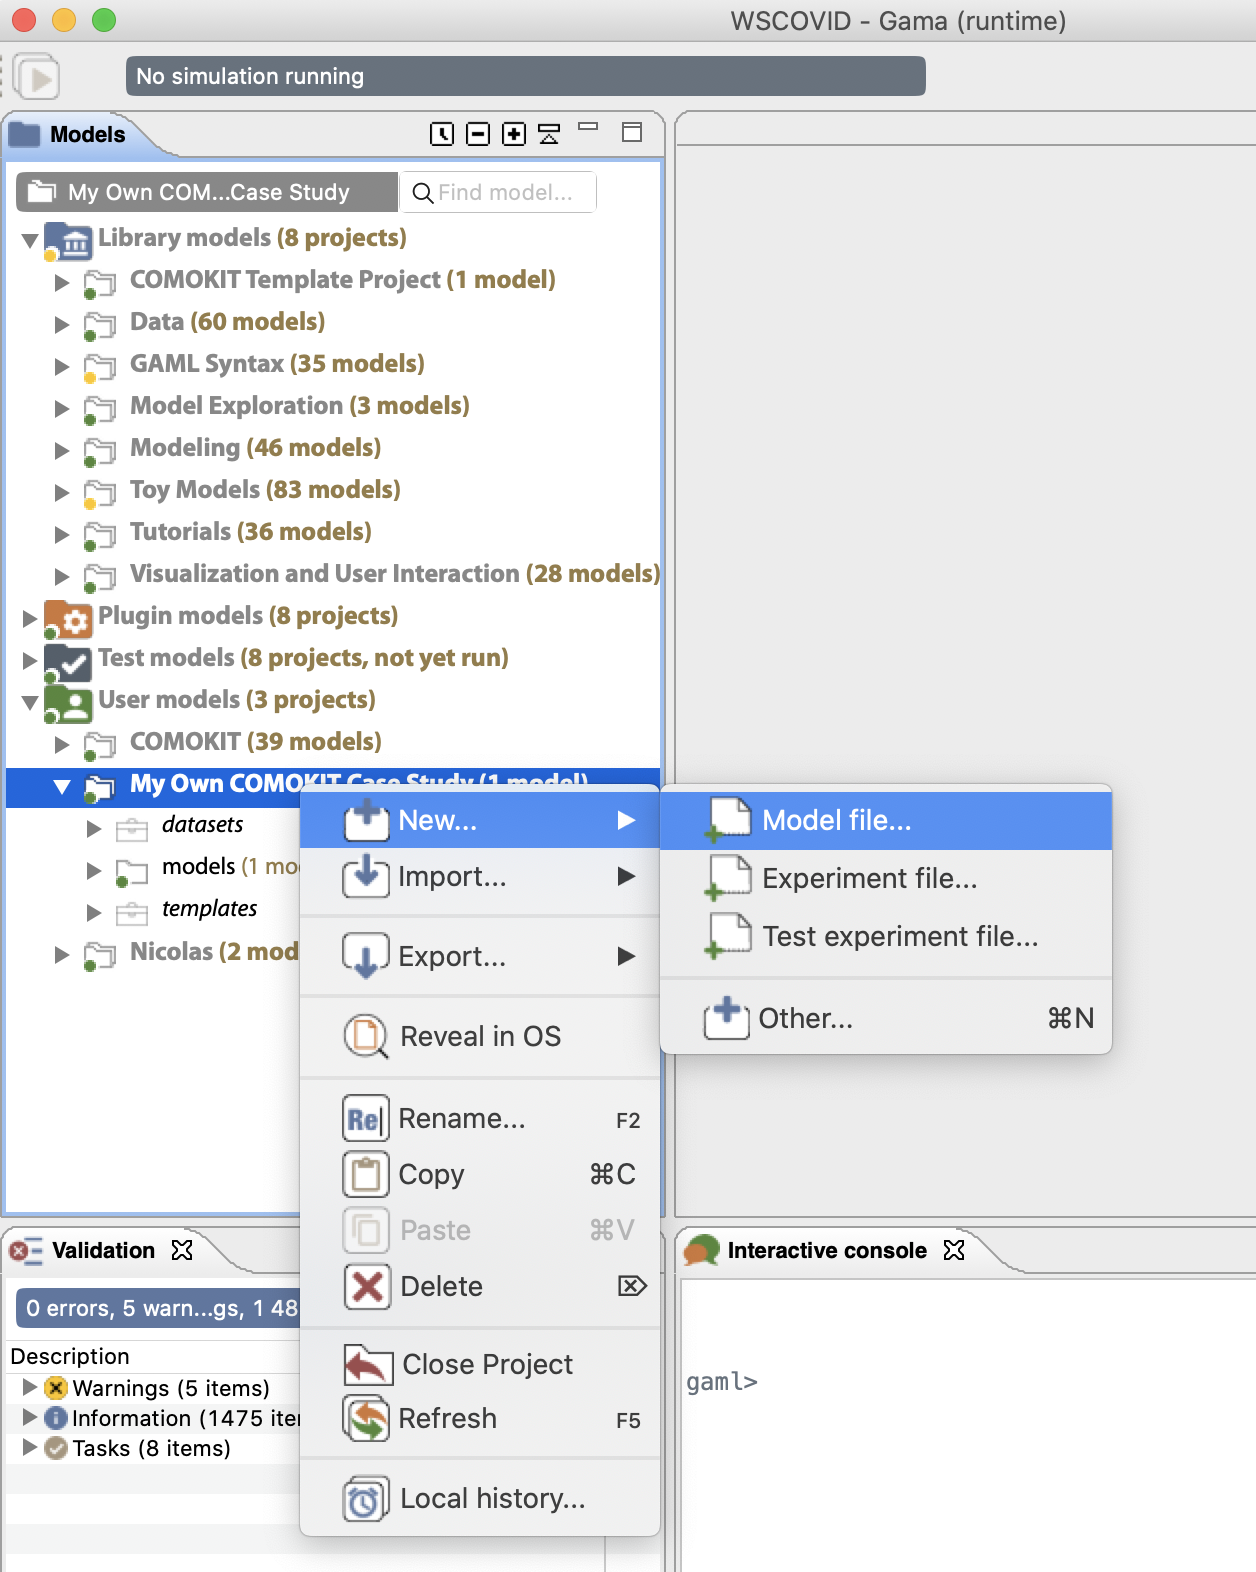 WSCOVID - Gama (runtime)
No simulation running
Models
My Own COM...Case Study
Find model...
Library models (8 projects)
COMOKIT Template Project (1 model)
Data (60 models)
GAML Syntax (35 models)
Model Exploration (3 models)
Modeling (46 models)
Toy Models (83 models)
Tutorials (36 models)
Visualization and User Interaction (28 models)
Plugin models (8 projects)
Test models (8 projects, not yet run)
User models (3 projects)
COMOKIT (39 models)
My Own COMOKIT Case Study (1 model)
datasets
models (1 mo
templates
Nicolas (2 mod
New...
Import...
Export...
Reveal in OS
Rename... F2
Copy ⌘C
Paste ⌘V
Delete ⌦
Close Project
Refresh F5
Local history...
Model file...
Experiment file...
Test experiment file...
Other... ⌘N
Validation
0 errors, 5 warn...gs, 1 48
Description
Warnings (5 items)
Information (1475 iter
Tasks (8 items)
Interactive console
gaml>